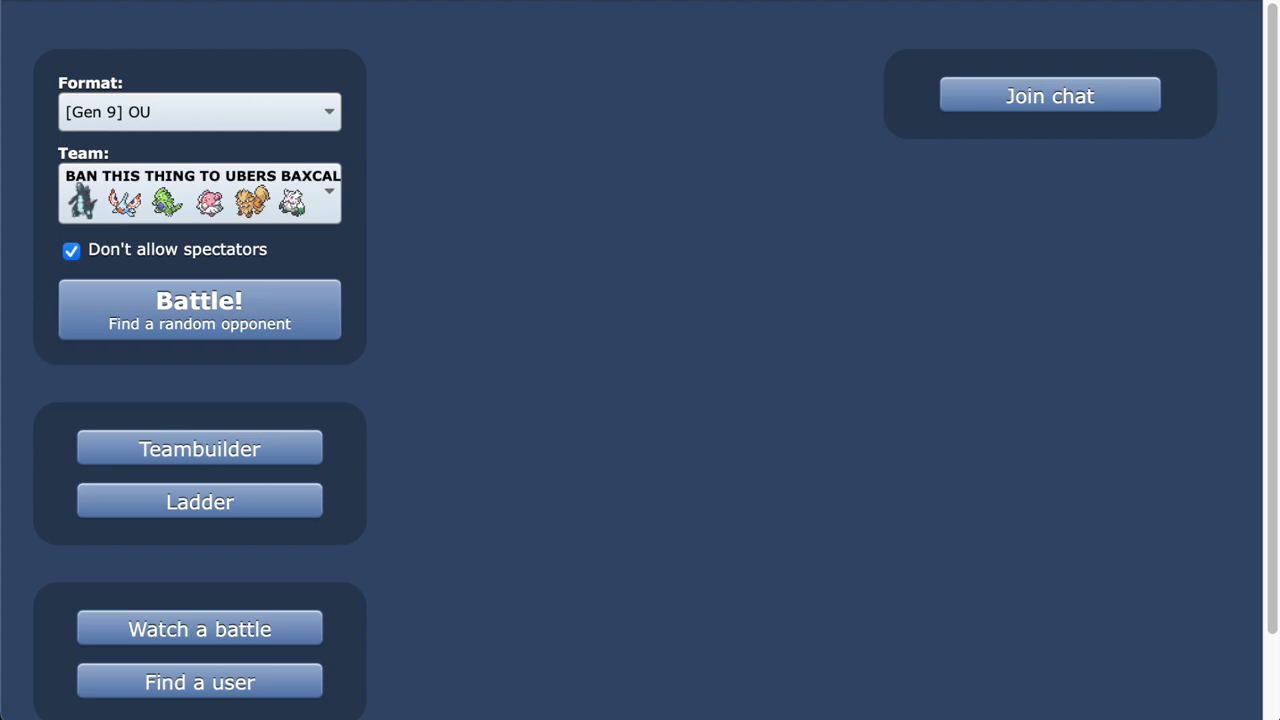 Format:
[Gen 9] OU
Team:
BAN THIS THING TO UBERS BAXCAL
Don't allow spectators
Battle!
Find a random opponent
Teambuilder
Ladder
Watch a battle
Find a user
Join chat